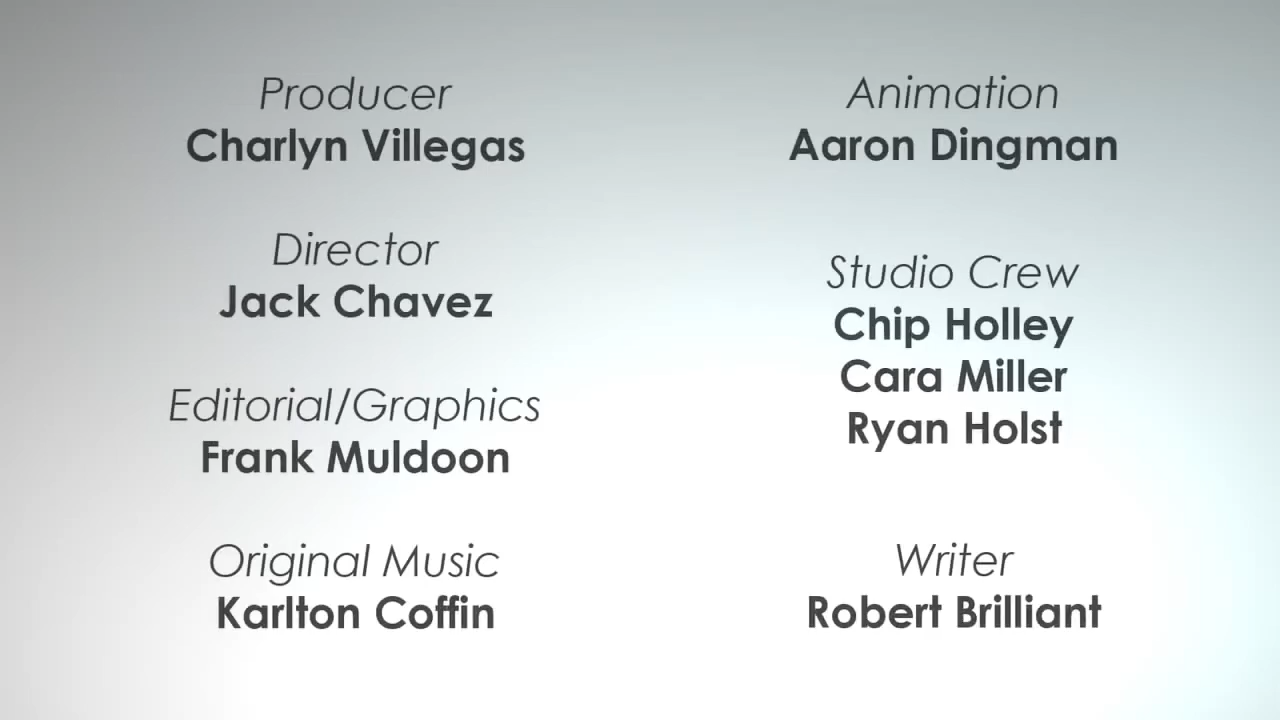 Producer
Charlyn Villegas
Director
Jack Chavez
Editorial/Graphics
Frank Muldoon
Original Music
Karlton Coffin
Animation
Aaron Dingman
Studio Crew
Chip Holley
Cara Miller
Ryan Holst
Writer
Robert Brilliant